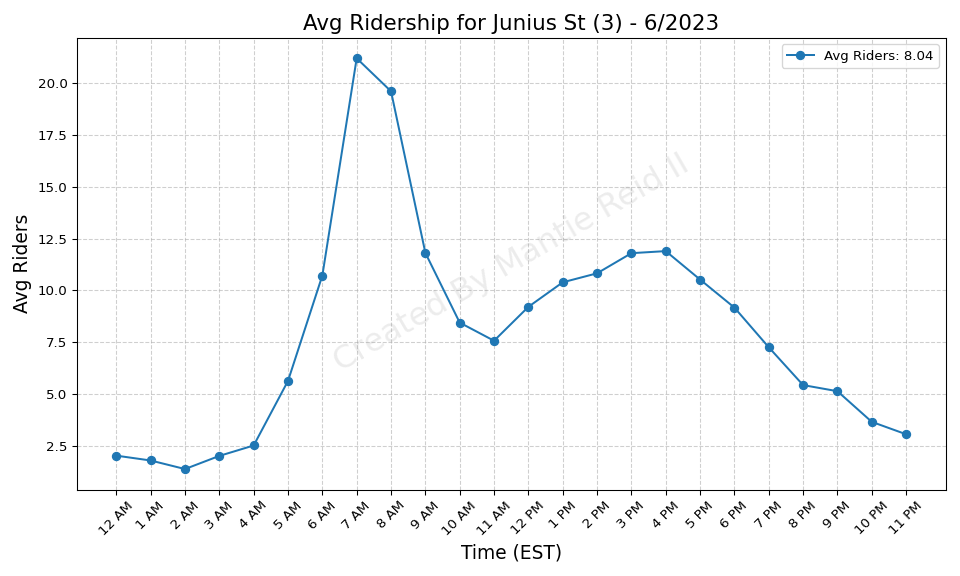 Avg Ridership for Junius St (3) - 6/2023
Avg Riders: 8.04
Avg Riders
20.0
17.5
15.0
12.5
10.0
7.5
5.0
2.5
Created By Mantie Reid II
12 AM
1 AM
2 AM
3 AM
4 AM
5 AM
6 AM
7 AM
8 AM
9 AM
10 AM
11 AM
12 PM
1 PM
2 PM
3 PM
4 PM
5 PM
6 PM
7 PM
8 PM
9 PM
10 PM
11 PM
Time (EST)